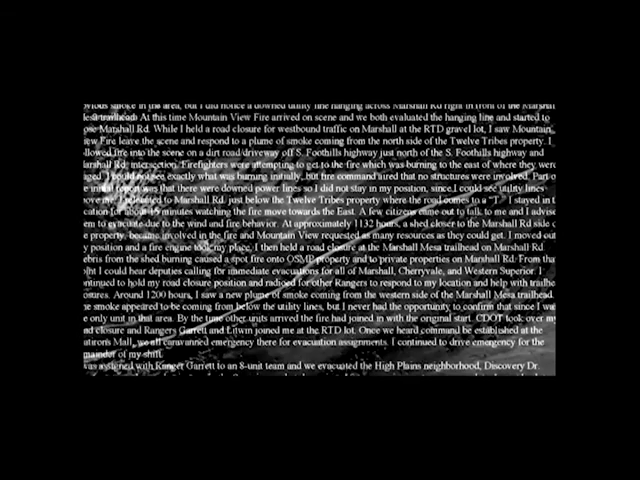 vious smoke in the area, but I did notice a downed utility line hanging across Marshall Rd right in front of the Marshall
esa trailhead. At this time Mountain View Fire arrived on scene and we both evaluated the hanging line and started to
ose Marshall Rd. While I held a road closure for westbound traffic on Marshall at the RTD gravel lot, I saw Mountain
iew Fire leave the scene and respond to a plume of smoke coming from the north side of the Twelve Tribes property. I
llowed fire into the scene on a dirt road/driveway off S. Foothills highway just north of the S. Foothills highway and
arshall Rd. intersection. Firefighters were attempting to get to the fire which was burning to the east of where they were
aged. I could not see exactly what was burning initially, but fire command aired that no structures were involved. Part o
e initial report was that there were downed power lines so I did not stay in my position, since I could see utility lines
ove me. I relocated to Marshall Rd. just below the Twelve Tribes property where the road comes to a "T." I stayed in t
cation for about 15 minutes watching the fire move towards the East. A few citizens came out to talk to me and I advise
em to evacuate due to the wind and fire behavior. At approximately 1132 hours, a shed closer to the Marshall Rd side o
e property, became involved in the fire and Mountain View requested as many resources as they could get. I moved out
y position and a fire engine took my place. I then held a road closure at the Marshall Mesa trailhead on Marshall Rd.
ebris from the shed burning caused a spot fire onto OSMP property and to private properties on Marshall Rd. From that
oint I could hear deputies calling for immediate evacuations for all of Marshall, Cherryvale, and Western Superior. I
ntinued to hold my road closure position and radioed for other Rangers to respond to my location and help with trailhe
osures. Around 1200 hours, I saw a new plume of smoke coming from the western side of the Marshall Mesa trailhead.
he smoke appeared to be coming from below the utility lines, but I never had the opportunity to confirm that since I wa
e only unit in that area. By the time other units arrived the fire had joined in with the original start. CDOT took over my
ad closure and Rangers Garrett and Litwin joined me at the RTD lot. Once we heard command be established at the
atiron's Mall, we all caravanned emergency there for evacuation assignments. I continued to drive emergency for the
mainder of my shift.
was assigned with Ranger Garrett to an 8-unit team and we evacuated the High Plains neighborhood, Discovery Dr.